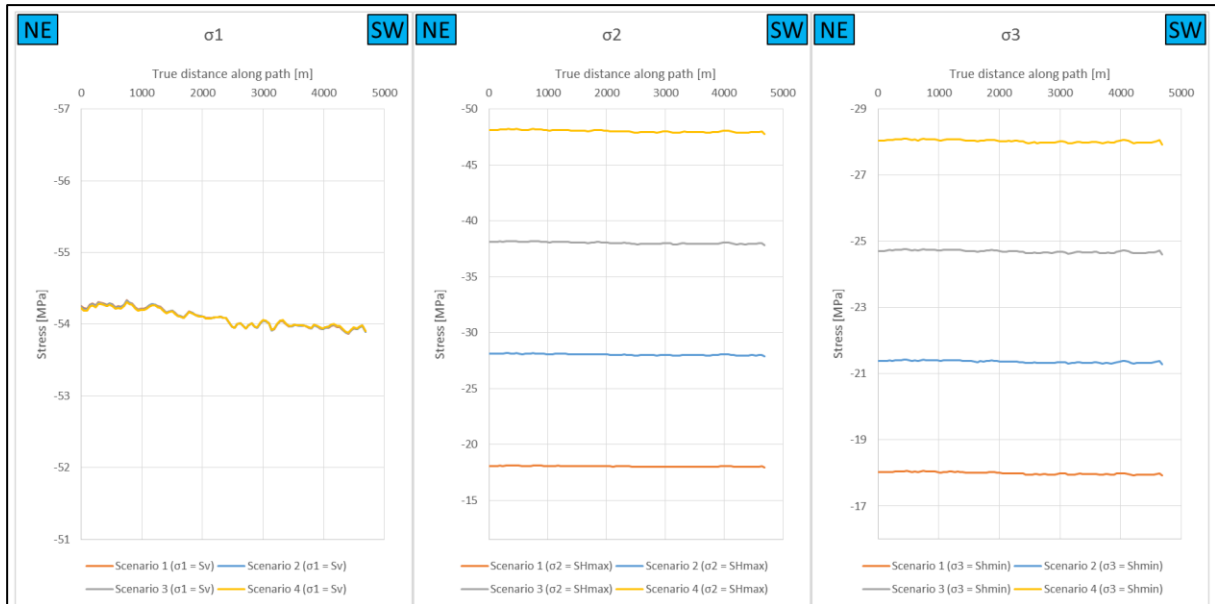 NE
σ1
SW
True distance along path [m]
0 1000 2000 3000 4000 5000
-57
-56
-55
-54
-53
-52
-51
Stress [MPa]
Scenario 1 (σ1 = Sv) Scenario 2 (σ1 = Sv)
Scenario 3 (σ1 = Sv) Scenario 4 (σ1 = Sv)
NE
σ2
SW
True distance along path [m]
0 1000 2000 3000 4000 5000
-50
-45
-40
-35
-30
-25
-20
-15
Stress [MPa]
Scenario 1 (σ2 = SHmax) Scenario 2 (σ2 = SHmax)
Scenario 3 (σ2 = SHmax) Scenario 4 (σ2 = SHmax)
NE
σ3
SW
True distance along path [m]
0 1000 2000 3000 4000 5000
-29
-27
-25
-23
-21
-19
-17
Stress [MPa]
Scenario 1 (σ3 = Shmin) Scenario 2 (σ3 = Shmin)
Scenario 3 (σ3 = Shmin) Scenario 4 (σ3 = Shmin)